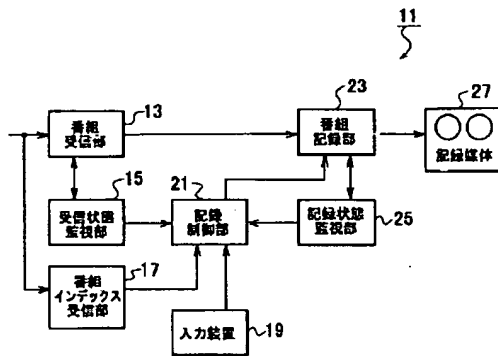 11
23
27
13
番組
受信部
番組
記録部
記録媒体
15
21
受信状態
監視部
記録
制御部
記録状態
監視部
25
17
番組
インデックス
受信部
入力装置
19